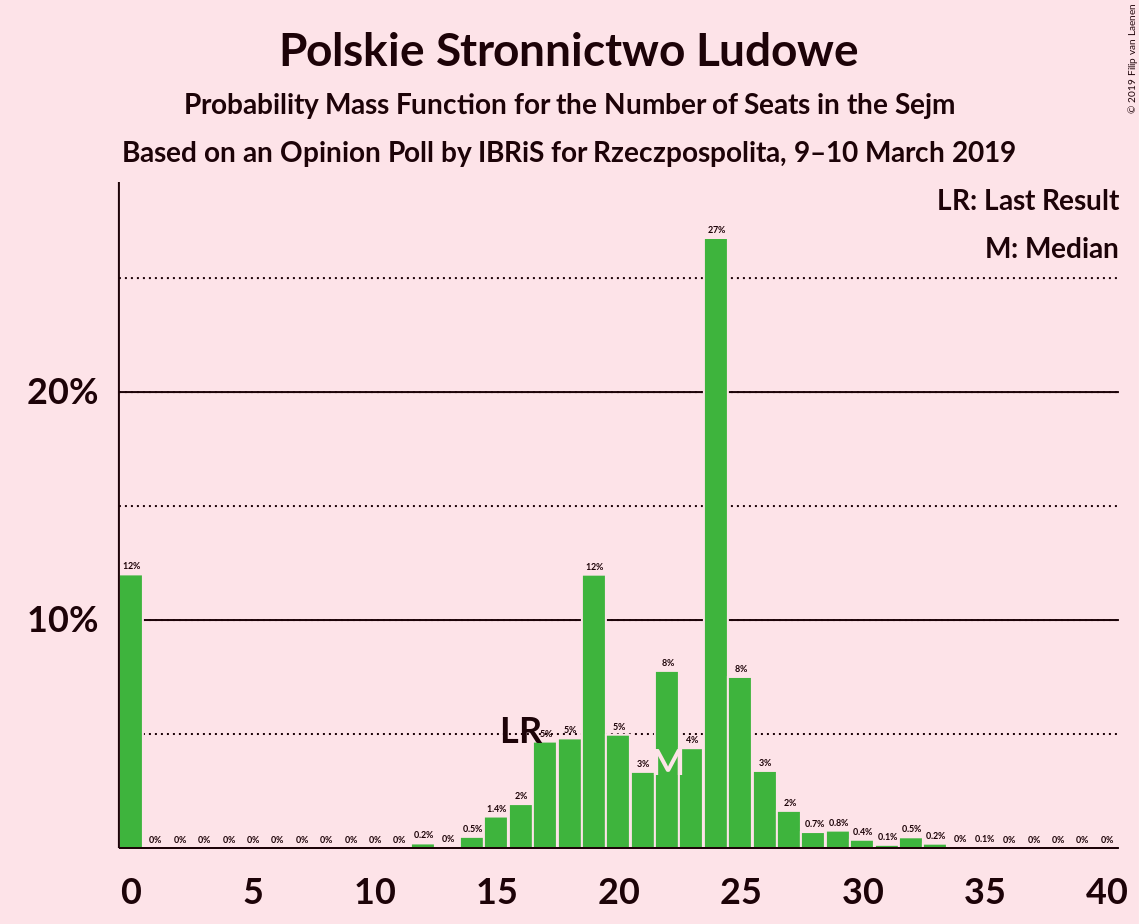 Polskie Stronnictwo Ludowe
Probability Mass Function for the Number of Seats in the Sejm
Based on an Opinion Poll by IBRiS for Rzeczpospolita, 9–10 March 2019
© 2019 Filip van Laenen
LR: Last Result
M: Median
20%
10%
12% 0% 0% 0% 0% 0% 0% 0% 0% 0% 0% 0% 0.2% 0% 0.5% 1.4% 2% 5% 5% 12% 5% 3% 8% 4% 27% 8% 3% 2% 0.7% 0.8% 0.4% 0.1% 0.5% 0.2% 0% 0.1% 0% 0% 0% 0% 0%
LR
M
0 5 10 15 20 25 30 35 40